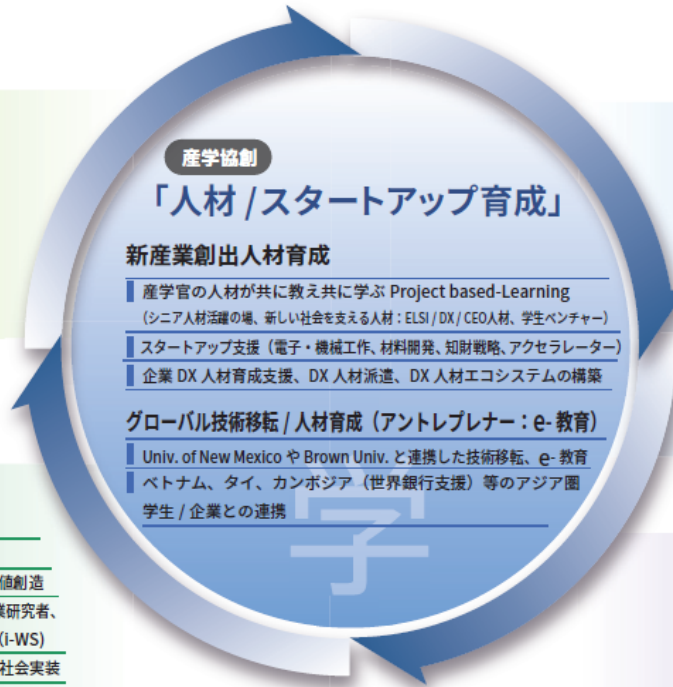 産学協創
「人材 /スタートアップ育成」
新産業創出人材育成
産学官の人材が共に教え共に学ぶ Project based-Learning
（シニア人材活躍の場、新しい社会を支える人材：ELSI / DX / CEO人材、学生ベンチャー）
スタートアップ支援（電子・機械工作、材料開発、知財戦略、アクセラレーター）
企業 DX 人材育成支援、DX 人材派遣、DX 人材エコシステムの構築
グローバル技術移転 / 人材育成（アントレプレナー：e- 教育）
Univ. of New Mexico や Brown Univ. と連携した技術移転、e- 教育
ベトナム、タイ、カンボジア（世界銀行支援）等のアジア圏
学生 / 企業との連携
学
値創造
業研究者、
（i-WS)
社会実装